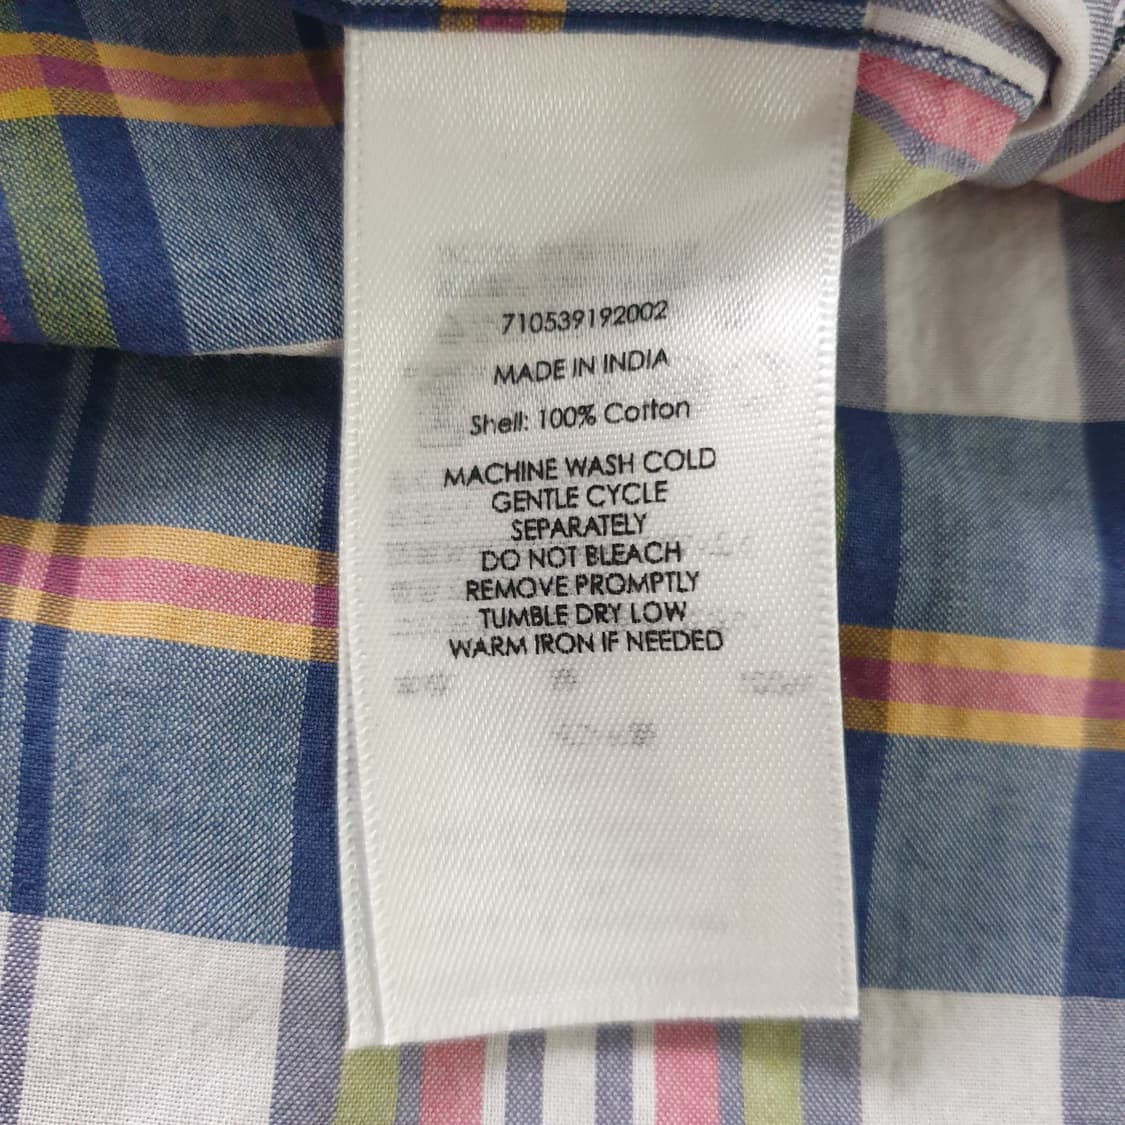 710539192002
MADE IN INDIA
Shell: 100% Cotton
MACHINE WASH COLD
GENTLE CYCLE
SEPARATELY
DO NOT BLEACH
REMOVE PROMPTLY
TUMBLE DRY LOW
WARM IRON IF NEEDED